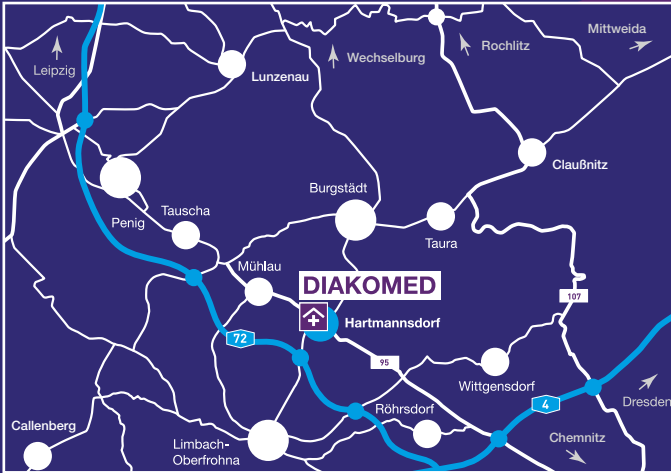 Mittweida
Rochlitz
Wechselburg
Leipzig
Lunzenau
Claußnitz
Burgstädt
Penig
Tauscha
Taura
Mühlau
DIAKOMED
107
Hartmannsdorf
72
95
Wittgensdorf
4
Dresden
Röhrsdorf
Callenberg
Limbach-
Oberfrohna
Chemnitz